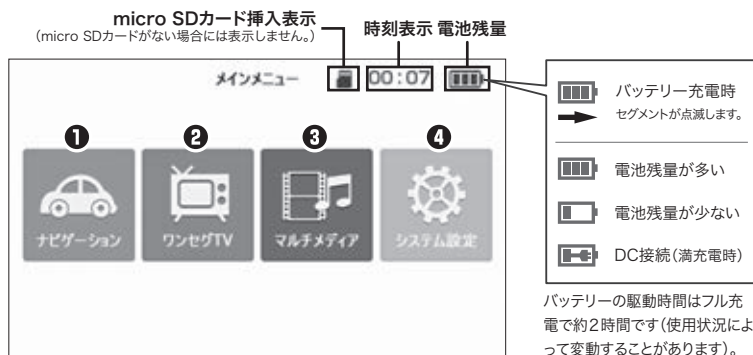 micro SDカード挿入表示
(micro SDカードがない場合には表示しません。)
時刻表示 電池残量
メインメニュー 00:07
❶ ❷ ❸ ❹
ナビゲーション ワンセグTV マルチメディア システム設定
バッテリー充電時
セグメントが点滅します。
電池残量が多い
電池残量が少ない
DC接続(満充電時)
バッテリーの駆動時間はフル充
電で約2時間です(使用状況によ
って変動することがあります)。